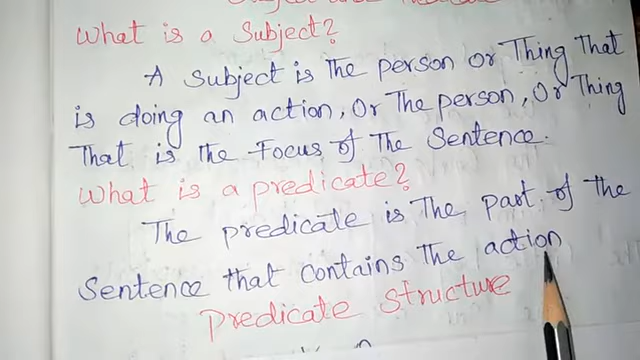 What is a Subject?
A Subject is The person or Thing That
is doing an action, Or The person, Or Thing
That is the Focus of The Sentence.
What is a predicate?
The predicate is The part of the
Sentence that contains the action
Predicate Structure